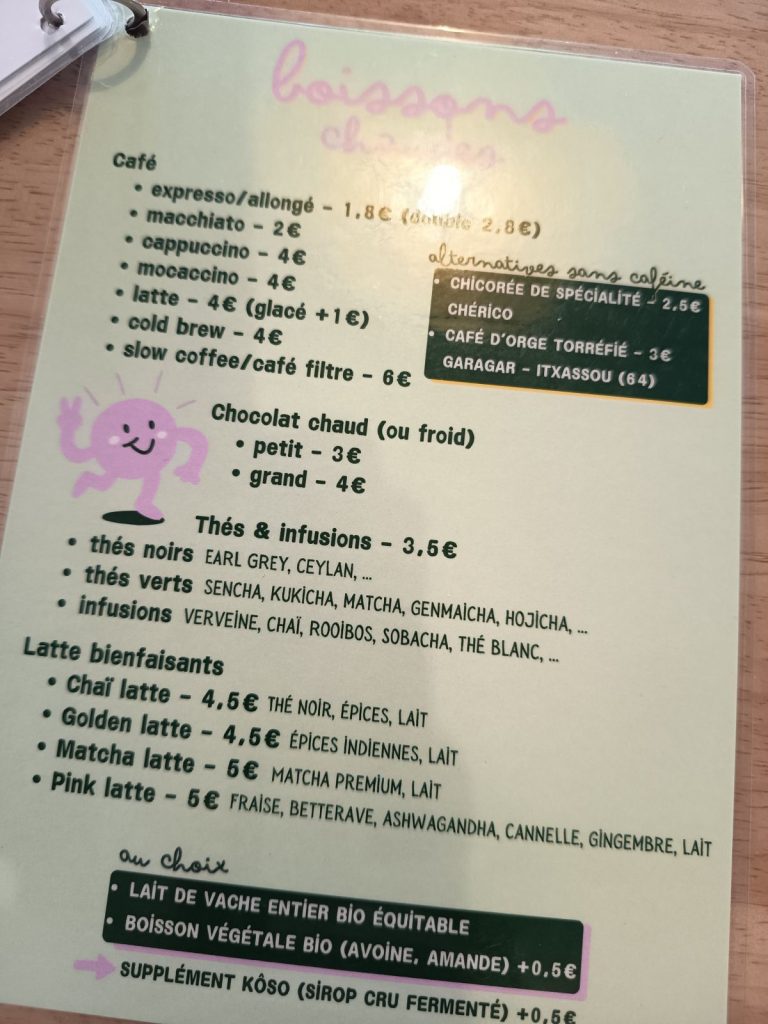 boissons
chaudes
Café
• expresso/allongé - 1,8€ (double 2,8€)
• macchiato - 2€
• cappuccino - 4€
• mocaccino - 4€
• latte - 4€ (glacé +1€)
• cold brew - 4€
• slow coffee/café filtre - 6€
alternatives sans caféine
• CHICORÉE DE SPÉCIALITÉ - 2,5€
CHÉRICO
• CAFÉ D'ORGE TORRÉFIÉ - 3€
GARAGAR - ITXASSOU (64)
Chocolat chaud (ou froid)
• petit - 3€
• grand - 4€
Thés & infusions - 3,5€
• thés noirs EARL GREY, CEYLAN, ...
• thés verts SENCHA, KUKICHA, MATCHA, GENMAICHA, HOJICHA, ...
• infusions VERVEINE, CHAÏ, ROOIBOS, SOBACHA, THÉ BLANC, ...
Latte bienfaisants
• Chaï latte - 4,5€ THÉ NOIR, ÉPICES, LAIT
• Golden latte - 4,5€ ÉPICES INDIENNES, LAIT
• Matcha latte - 5€ MATCHA PREMIUM, LAIT
• Pink latte - 5€ FRAISE, BETTERAVE, ASHWAGANDHA, CANNELLE, GINGEMBRE, LAIT
au choix
• LAIT DE VACHE ENTIER BIO ÉQUITABLE
• BOISSON VÉGÉTALE BIO (AVOINE, AMANDE) +0,5€
SUPPLÉMENT KÔSO (SIROP CRU FERMENTÉ) +0,5€